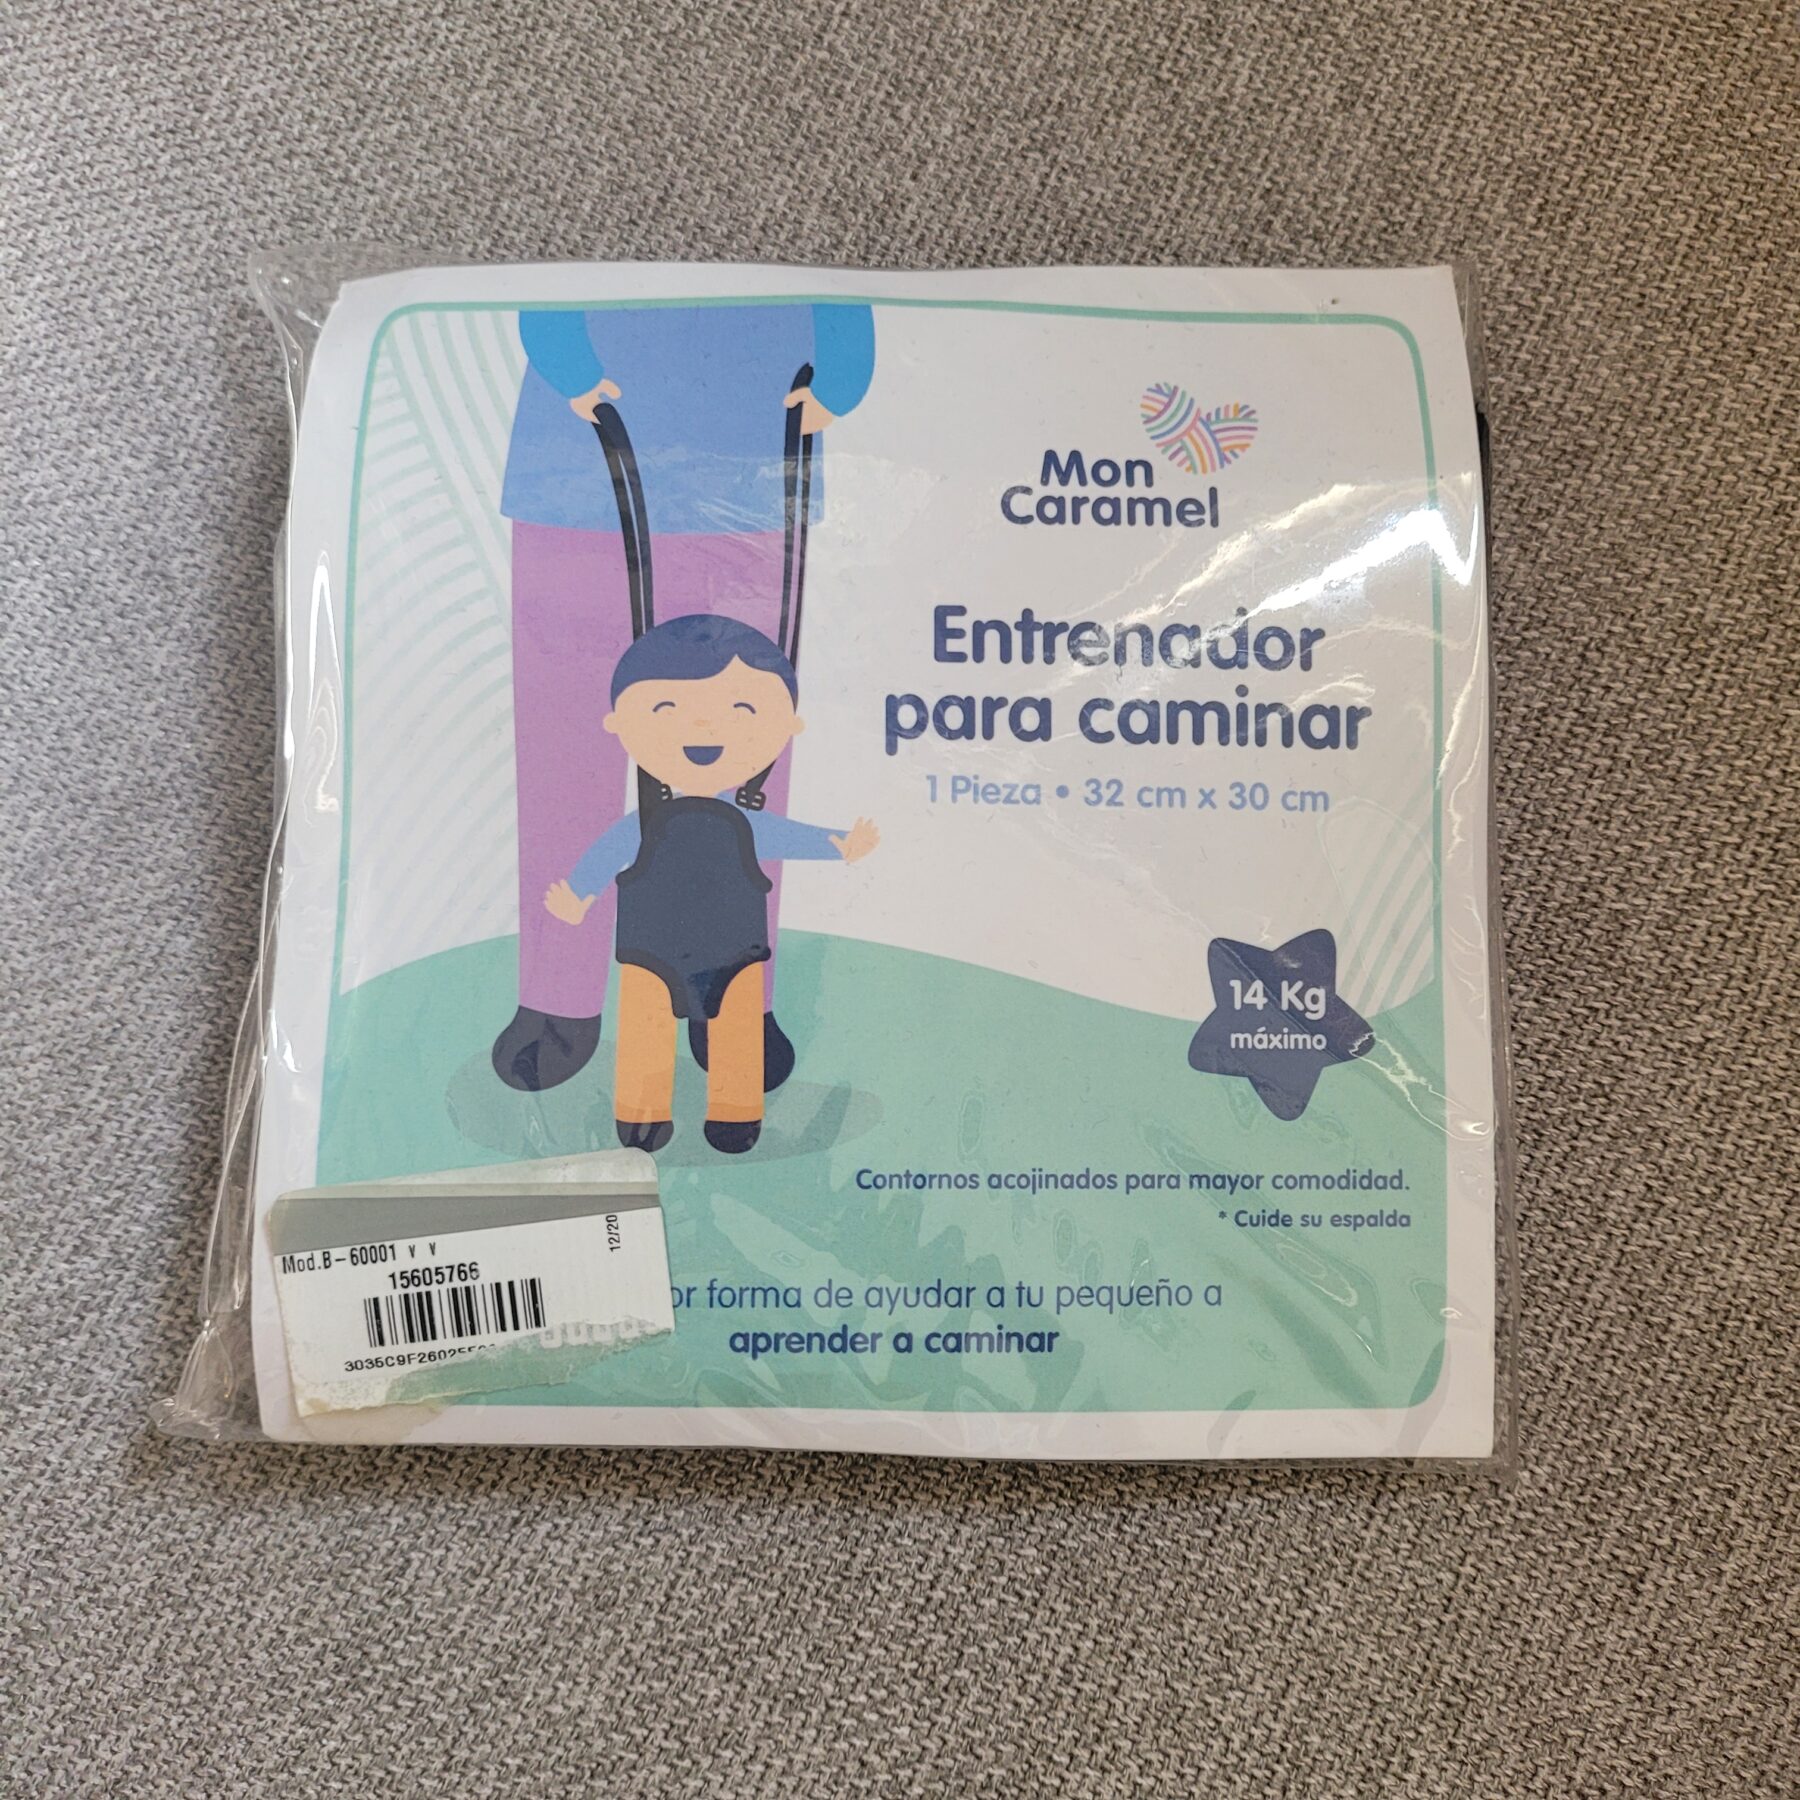 Mon
Caramel
Entrenador
para caminar
1 Pieza • 32 cm x 30 cm
14 Kg
máximo
Contornos acojinados para mayor comodidad.
* Cuide su espalda
12/20
Mod.B-60001 V V
15605766
forma de ayudar a tu pequeño a
aprender a caminar